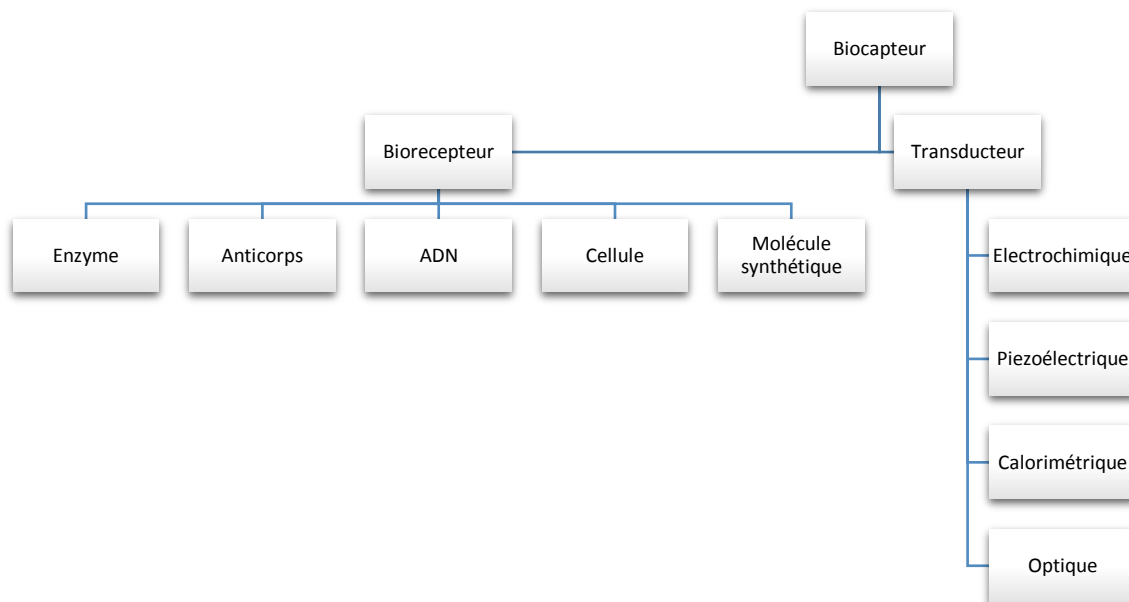 Biocapteur
Biorecepteur
Transducteur
Enzyme
Anticorps
ADN
Cellule
Molécule
synthétique
Electrochimique
Piezoélectrique
Calorimétrique
Optique